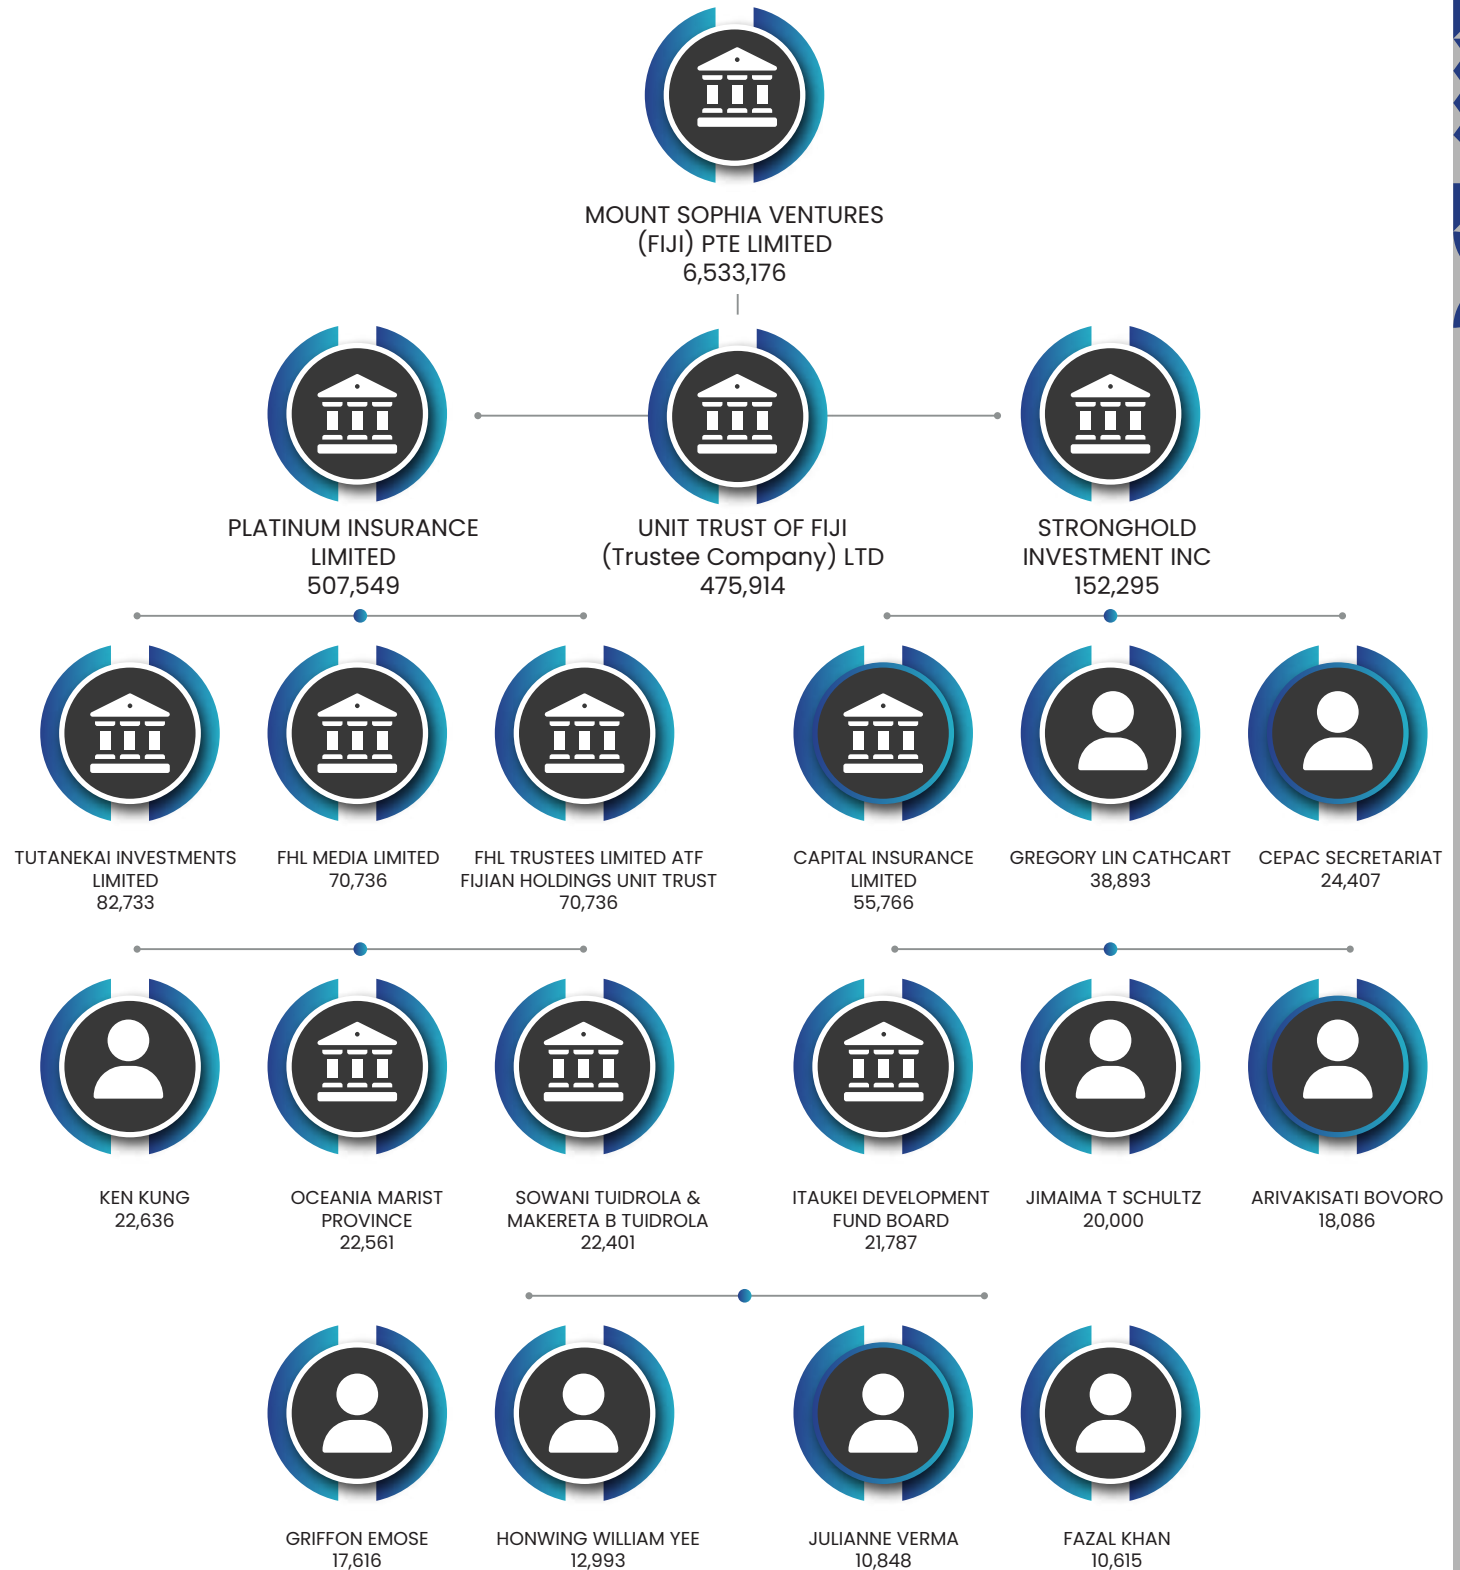 MOUNT SOPHIA VENTURES
(FIJI) PTE LIMITED
6,533,176
PLATINUM INSURANCE
LIMITED
507,549
UNIT TRUST OF FIJI
(Trustee Company) LTD
475,914
STRONGHOLD
INVESTMENT INC
152,295
TUTANEKAI INVESTMENTS
LIMITED
82,733
FHL MEDIA LIMITED
70,736
FHL TRUSTEES LIMITED ATF
FIJIAN HOLDINGS UNIT TRUST
70,736
CAPITAL INSURANCE
LIMITED
55,766
GREGORY LIN CATHCART
38,893
CEPAC SECRETARIAT
24,407
KEN KUNG
22,636
OCEANIA MARIST
PROVINCE
22,561
SOWANI TUIDROLA &
MAKERETA B TUIDROLA
22,401
ITAUKEI DEVELOPMENT
FUND BOARD
21,787
JIMAIMA T SCHULTZ
20,000
ARIVAKISATI BOVORO
18,086
GRIFFON EMOSE
17,616
HONWING WILLIAM YEE
12,993
JULIANNE VERMA
10,848
FAZAL KHAN
10,615